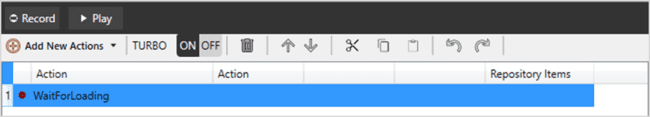 Record Play
Add New Actions TURBO ON OFF
Action Action Repository Items
1 WaitForLoading